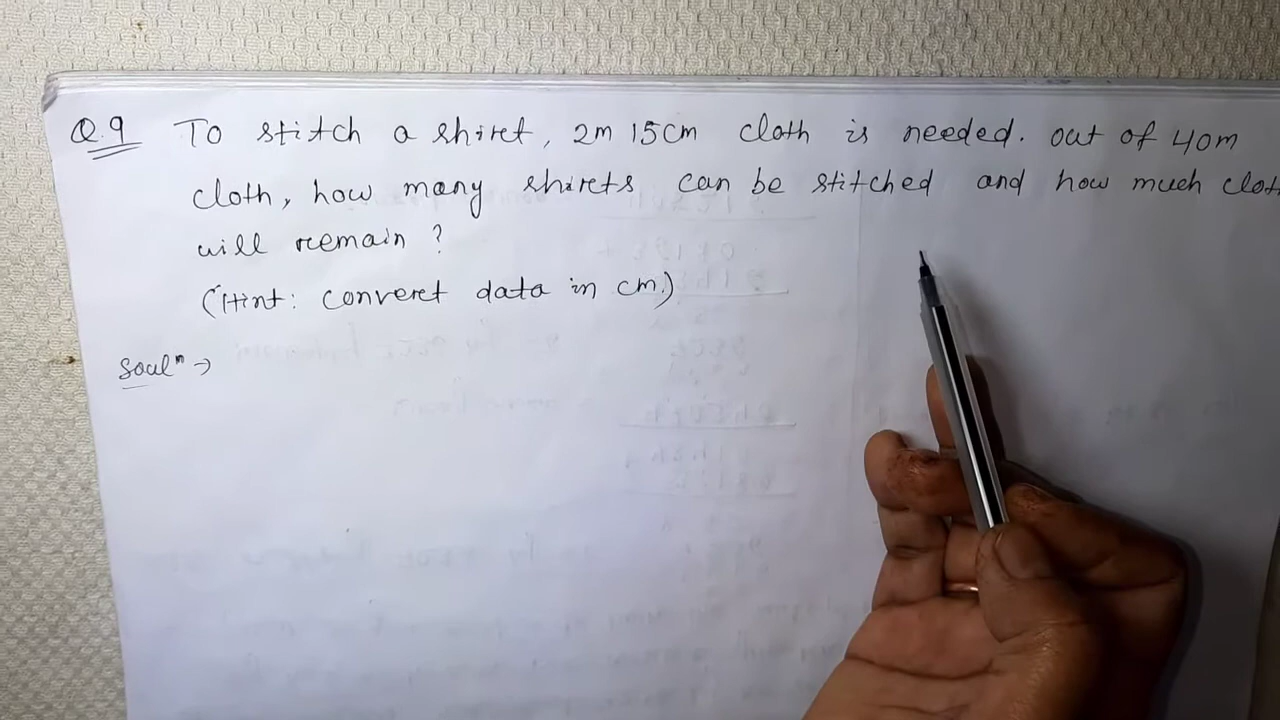 Q.9 To stitch a shirt, 2m 15cm cloth is needed. out of 40m
cloth, how many shirts can be stitched and how much clot
will remain ?
(Hint: convert data in cm.)
Soulⁿ →